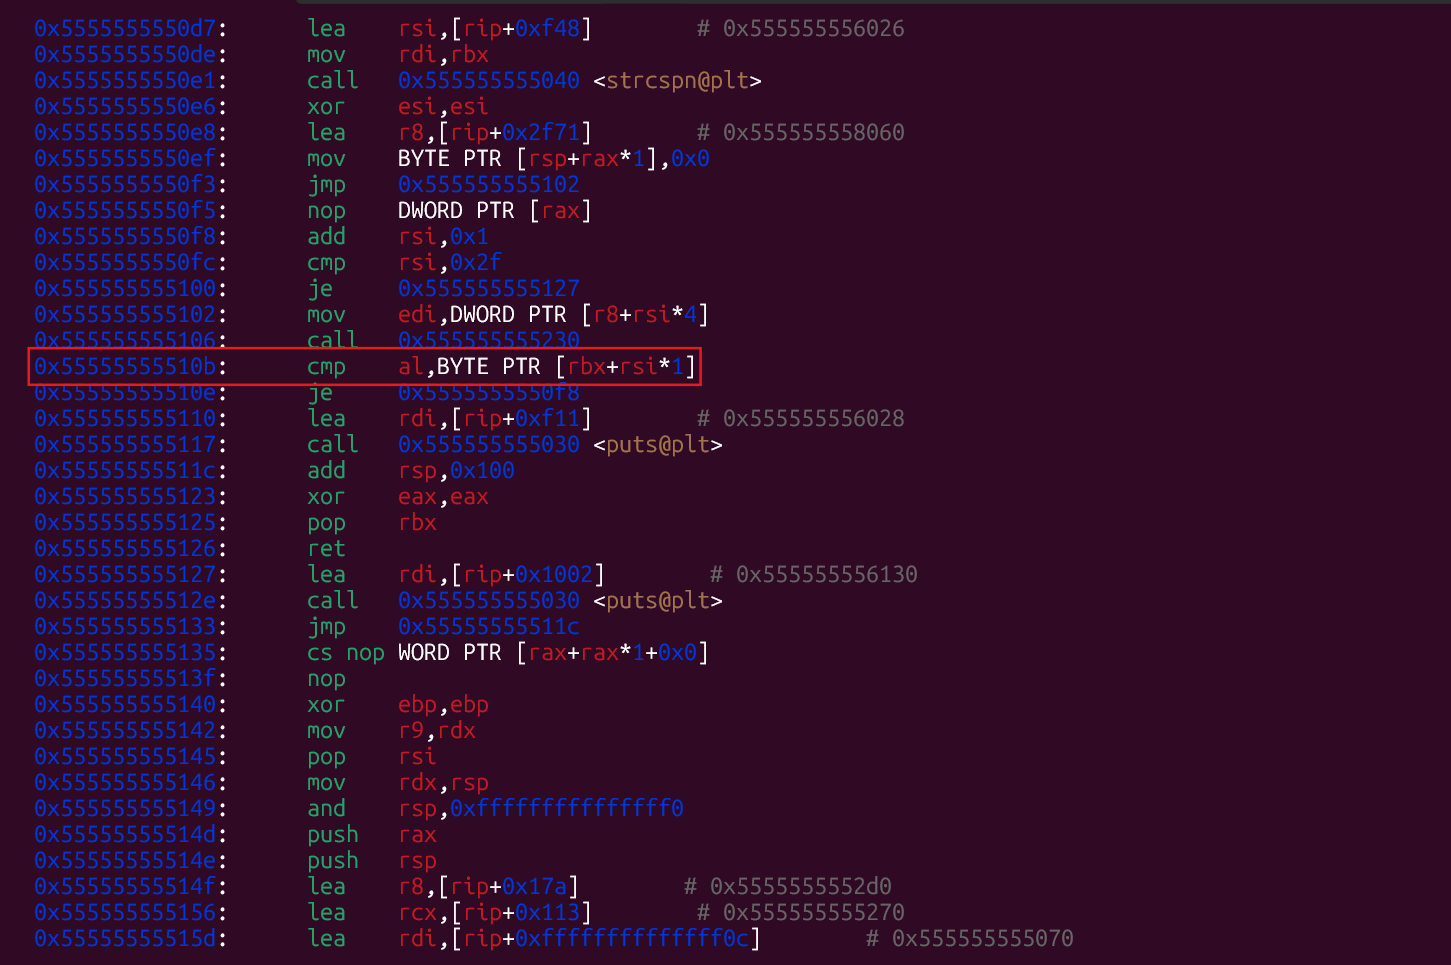 0x5555555550d7: lea rsi,[rip+0xf48] # 0x555555556026
0x5555555550de: mov rdi,rbx
0x5555555550e1: call 0x555555555040 <strcspn@plt>
0x5555555550e6: xor esi,esi
0x5555555550e8: lea r8,[rip+0x2f71] # 0x555555558060
0x5555555550ef: mov BYTE PTR [rsp+rax*1],0x0
0x5555555550f3: jmp 0x555555555102
0x5555555550f5: nop DWORD PTR [rax]
0x5555555550f8: add rsi,0x1
0x5555555550fc: cmp rsi,0x2f
0x555555555100: je 0x555555555127
0x555555555102: mov edi,DWORD PTR [r8+rsi*4]
0x555555555106: call 0x555555555230
0x55555555510b: cmp al,BYTE PTR [rbx+rsi*1]
0x55555555510e: je 0x5555555550f8
0x555555555110: lea rdi,[rip+0xf11] # 0x555555556028
0x555555555117: call 0x555555555030 <puts@plt>
0x55555555511c: add rsp,0x100
0x555555555123: xor eax,eax
0x555555555125: pop rbx
0x555555555126: ret
0x555555555127: lea rdi,[rip+0x1002] # 0x555555556130
0x55555555512e: call 0x555555555030 <puts@plt>
0x555555555133: jmp 0x55555555511c
0x555555555135: cs nop WORD PTR [rax+rax*1+0x0]
0x55555555513f: nop
0x555555555140: xor ebp,ebp
0x555555555142: mov r9,rdx
0x555555555145: pop rsi
0x555555555146: mov rdx,rsp
0x555555555149: and rsp,0xfffffffffffffff0
0x55555555514d: push rax
0x55555555514e: push rsp
0x55555555514f: lea r8,[rip+0x17a] # 0x5555555552d0
0x555555555156: lea rcx,[rip+0x113] # 0x555555555270
0x55555555515d: lea rdi,[rip+0xffffffffffffff0c] # 0x555555555070